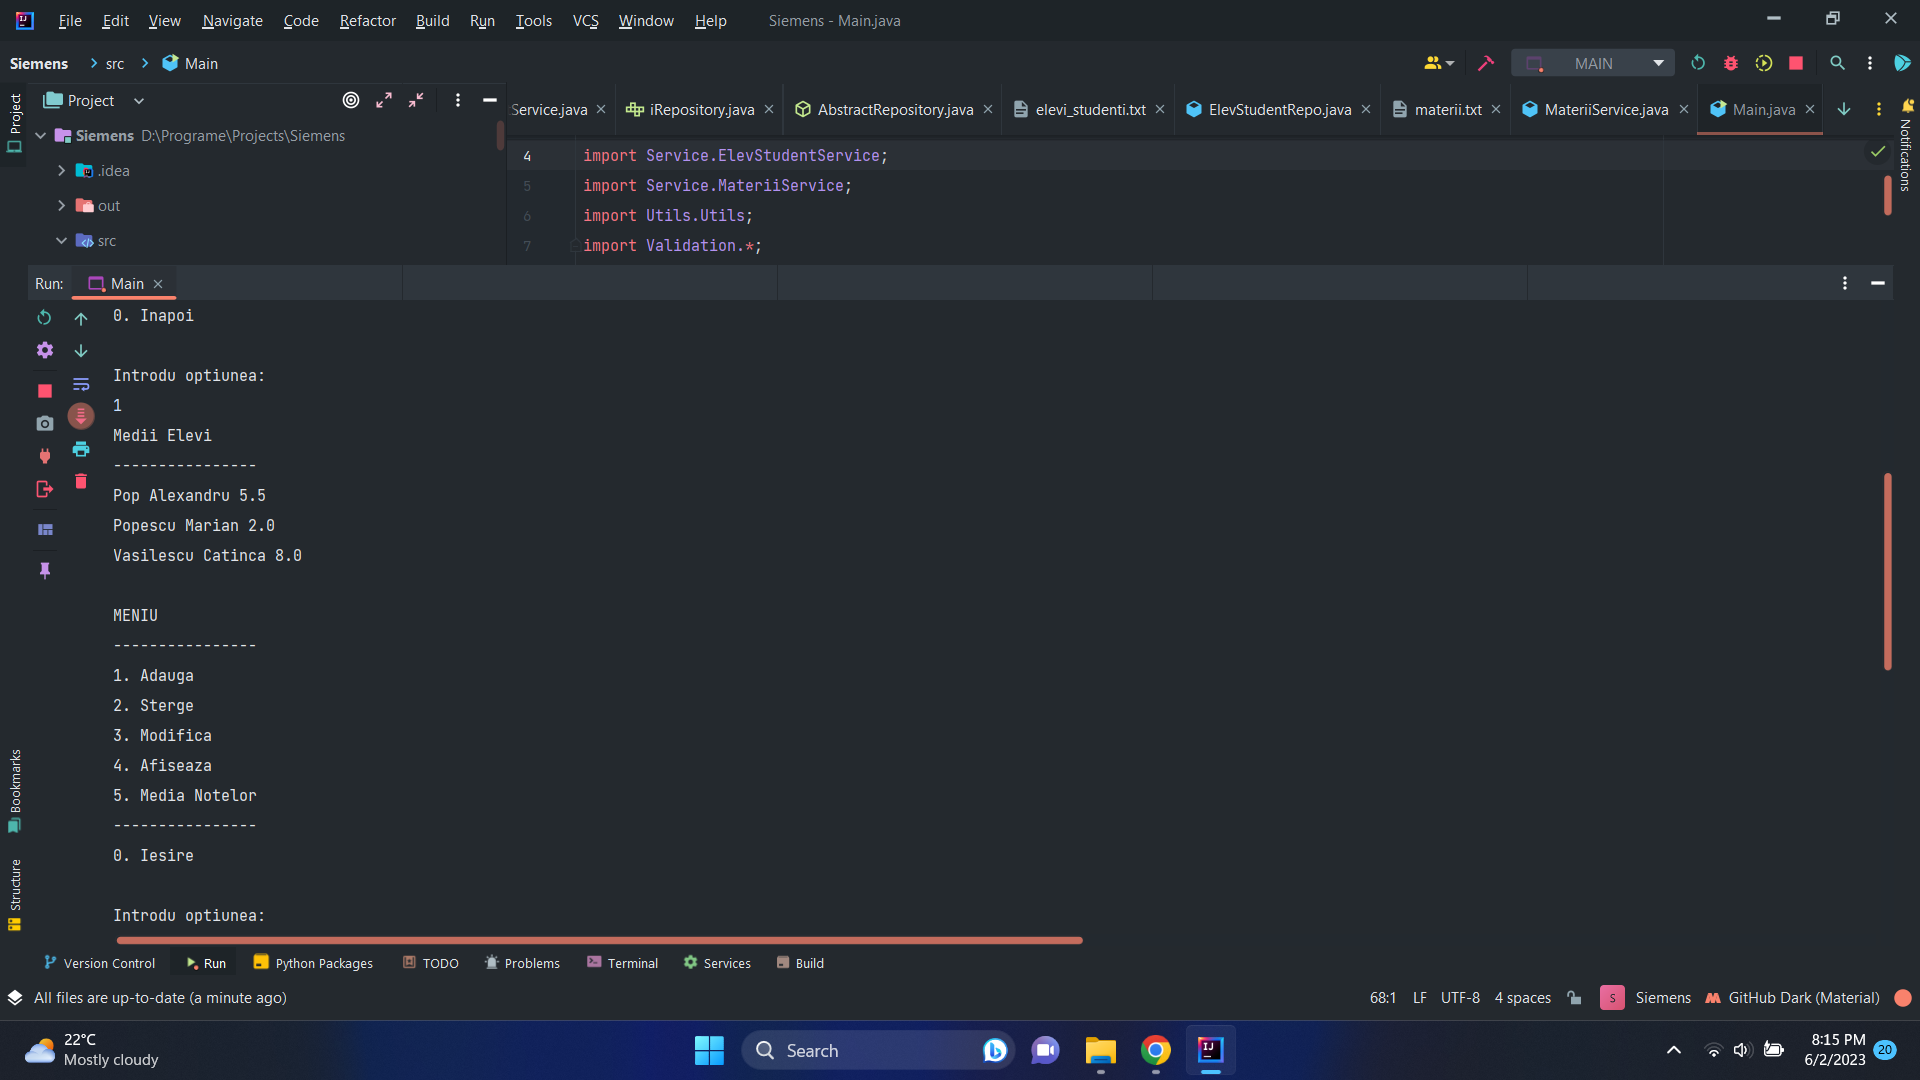 File Edit View Navigate Code Refactor Build Run Tools VCS Window Help Siemens - Main.java
Siemens src Main MAIN
Project
Project
Service.java iRepository.java AbstractRepository.java elevi_studenti.txt ElevStudentRepo.java materii.txt MateriiService.java Main.java
Notifications
Siemens D:\Programe\Projects\Siemens
.idea
out
src
4 import Service.ElevStudentService;
5 import Service.MateriiService;
6 import Utils.Utils;
7 import Validation.*;
Run: Main
0. Inapoi
Introdu optiunea:
1
Medii Elevi
----------------
Pop Alexandru 5.5
Popescu Marian 2.0
Vasilescu Catinca 8.0
MENIU
----------------
1. Adauga
2. Sterge
3. Modifica
4. Afiseaza
5. Media Notelor
----------------
0. Iesire
Introdu optiunea:
Bookmarks
Structure
Version Control Run Python Packages TODO Problems Terminal Services Build
All files are up-to-date (a minute ago) 68:1 LF UTF-8 4 spaces S Siemens GitHub Dark (Material)
22°C
Mostly cloudy
Search
8:15 PM
6/2/2023
20